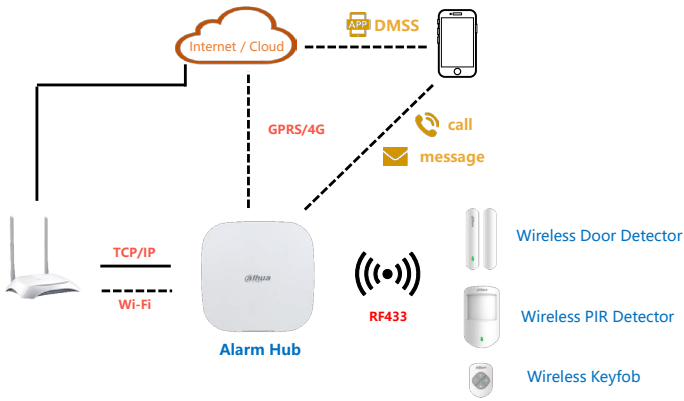 APP DMSS
Internet / Cloud
GPRS/4G
call
message
TCP/IP
Wi-Fi
alhua
RF433
Alarm Hub
Wireless Door Detector
alhua
Wireless PIR Detector
Wireless Keyfob